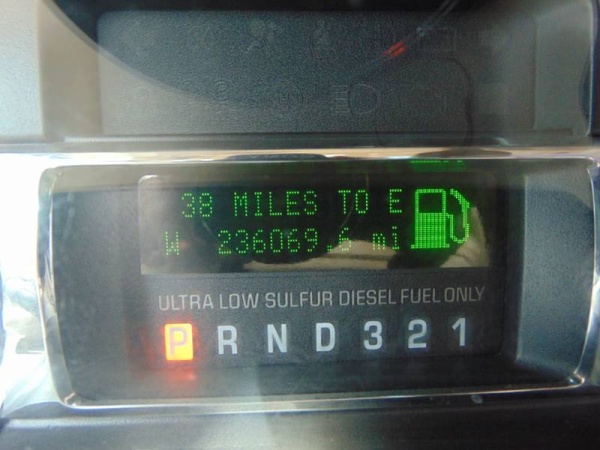 38 MILES TO E
W 236069.6 mi
ULTRA LOW SULFUR DIESEL FUEL ONLY
P R N D 3 2 1